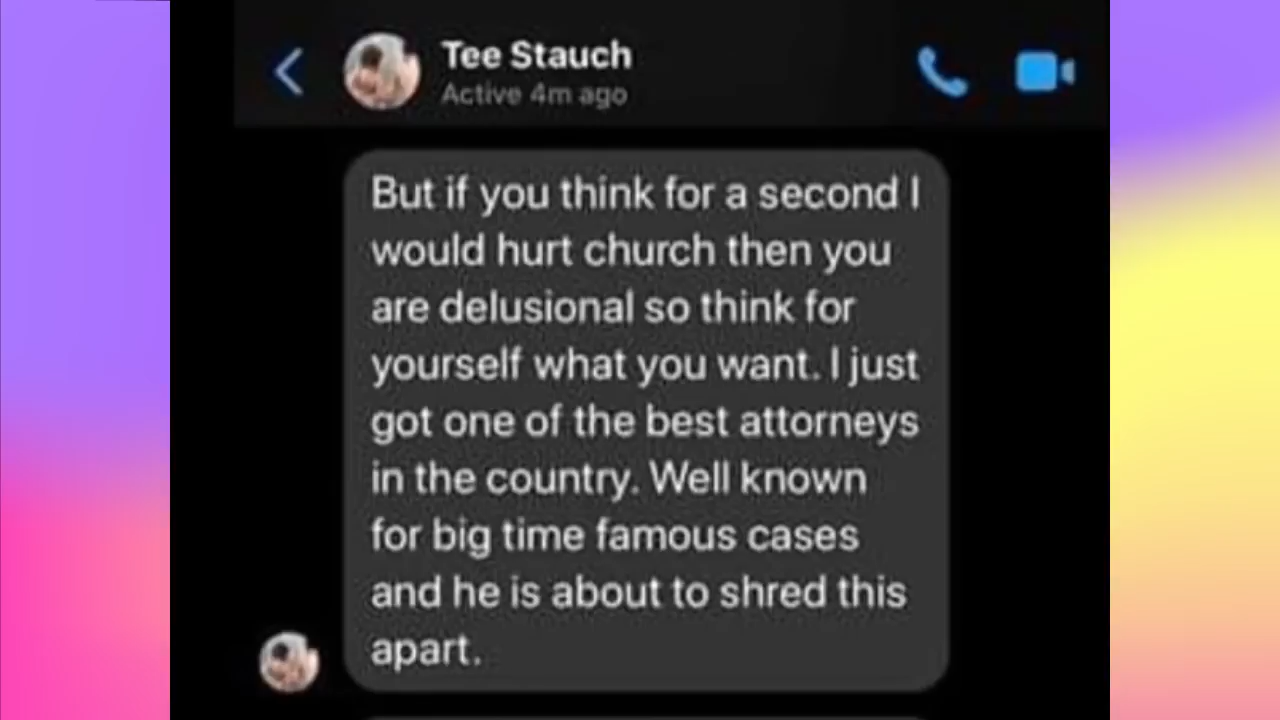 Tee Stauch
Active 4m ago
But if you think for a second I
would hurt church then you
are delusional so think for
yourself what you want. I just
got one of the best attorneys
in the country. Well known
for big time famous cases
and he is about to shred this
apart.